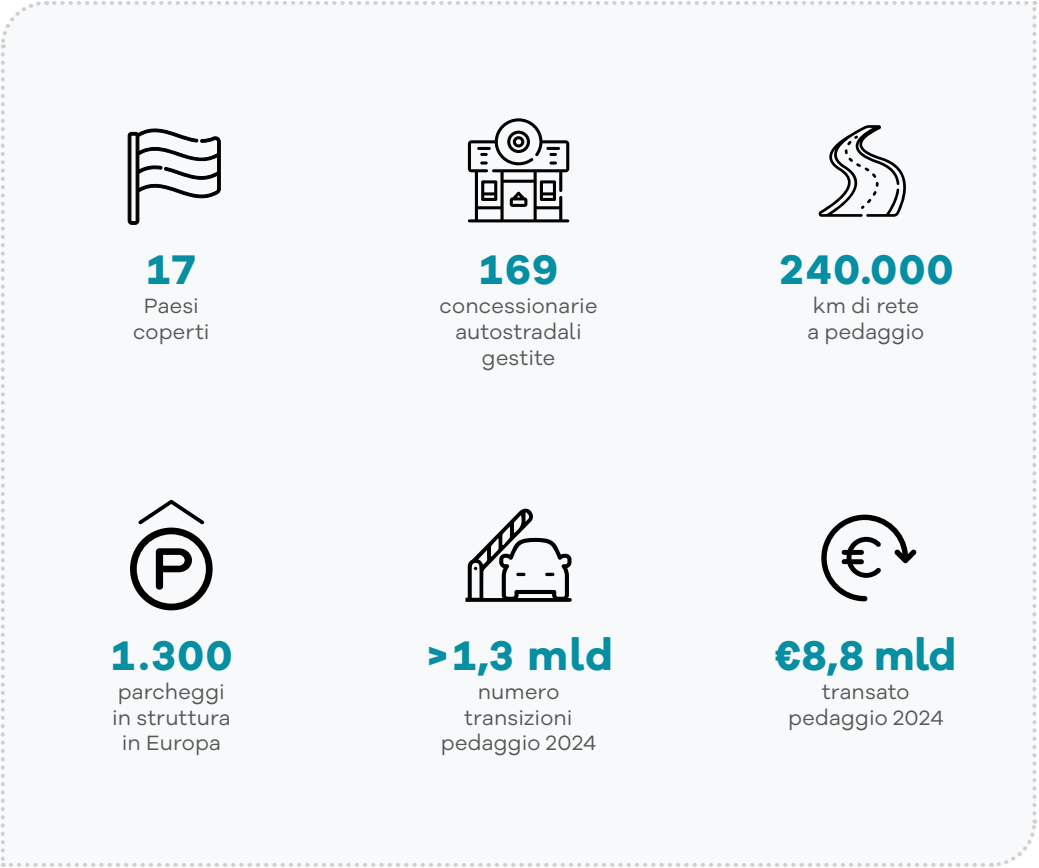 17
Paesi
coperti
169
concessionarie
autostradali
gestite
240.000
km di rete
a pedaggio
P
1.300
parcheggi
in struttura
in Europa
>1,3 mld
numero
transizioni
pedaggio 2024
€
€8,8 mld
transato
pedaggio 2024